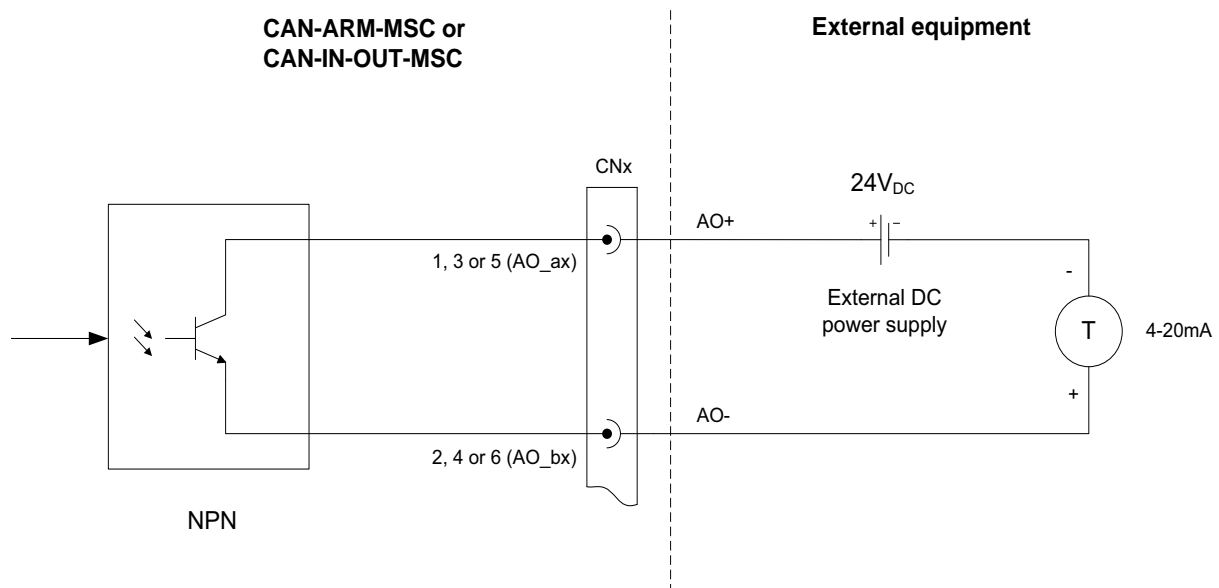 CAN-ARM-MSC or
CAN-IN-OUT-MSC
External equipment
CNx
24VDC
AO+
+ −
1, 3 or 5 (AO_ax)
-
External DC
power supply
T
4-20mA
+
AO-
2, 4 or 6 (AO_bx)
NPN